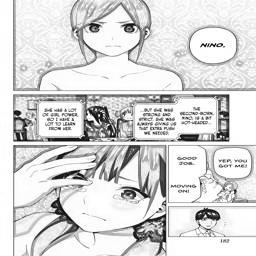 NINO.
THE
SECOND-BORN,
NINO, IS A BIT
HOT-HEADED...
...BUT SHE WAS
STRONG AND
STRICT. SHE WAS
ALWAYS GIVING US
THAT EXTRA PUSH
WE NEEDED.
SHE HAS A LOT
OF GIRL POWER,
SO I HAVE A LOT
TO LEARN
FROM HER.
YEP, YOU
GOT ME!
GOOD
JOB.
MOVING
ON!
182